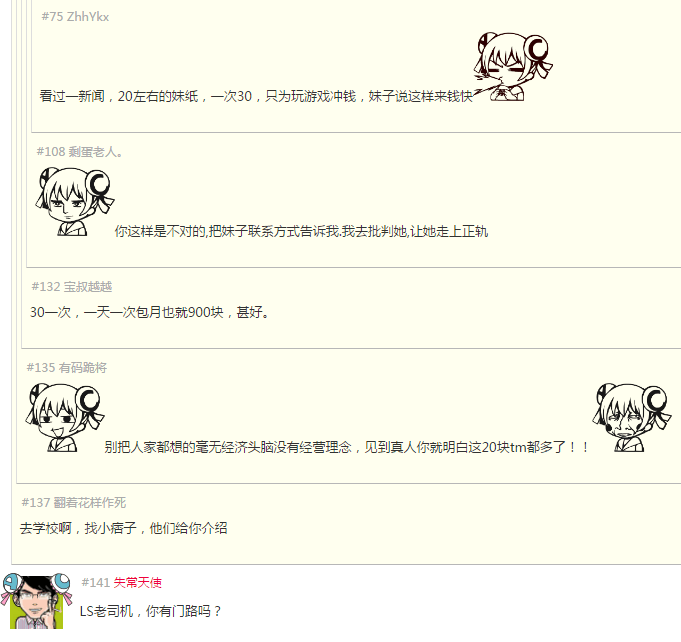 #75 ZhhYkx
看过一新闻，20左右的妹纸，一次30，只为玩游戏冲钱，妹子说这样来钱快
#108 剩蛋老人。
你这样是不对的,把妹子联系方式告诉我.我去批判她,让她走上正轨
#132 宝叔越越
30一次，一天一次包月也就900块，甚好。
#135 有码跪将
别把人家都想的毫无经济头脑没有经营理念，见到真人你就明白这20块tm都多了！！
#137 翻着花样作死
去学校啊，找小痞子，他们给你介绍
#141 失常天使
LS老司机，你有门路吗？